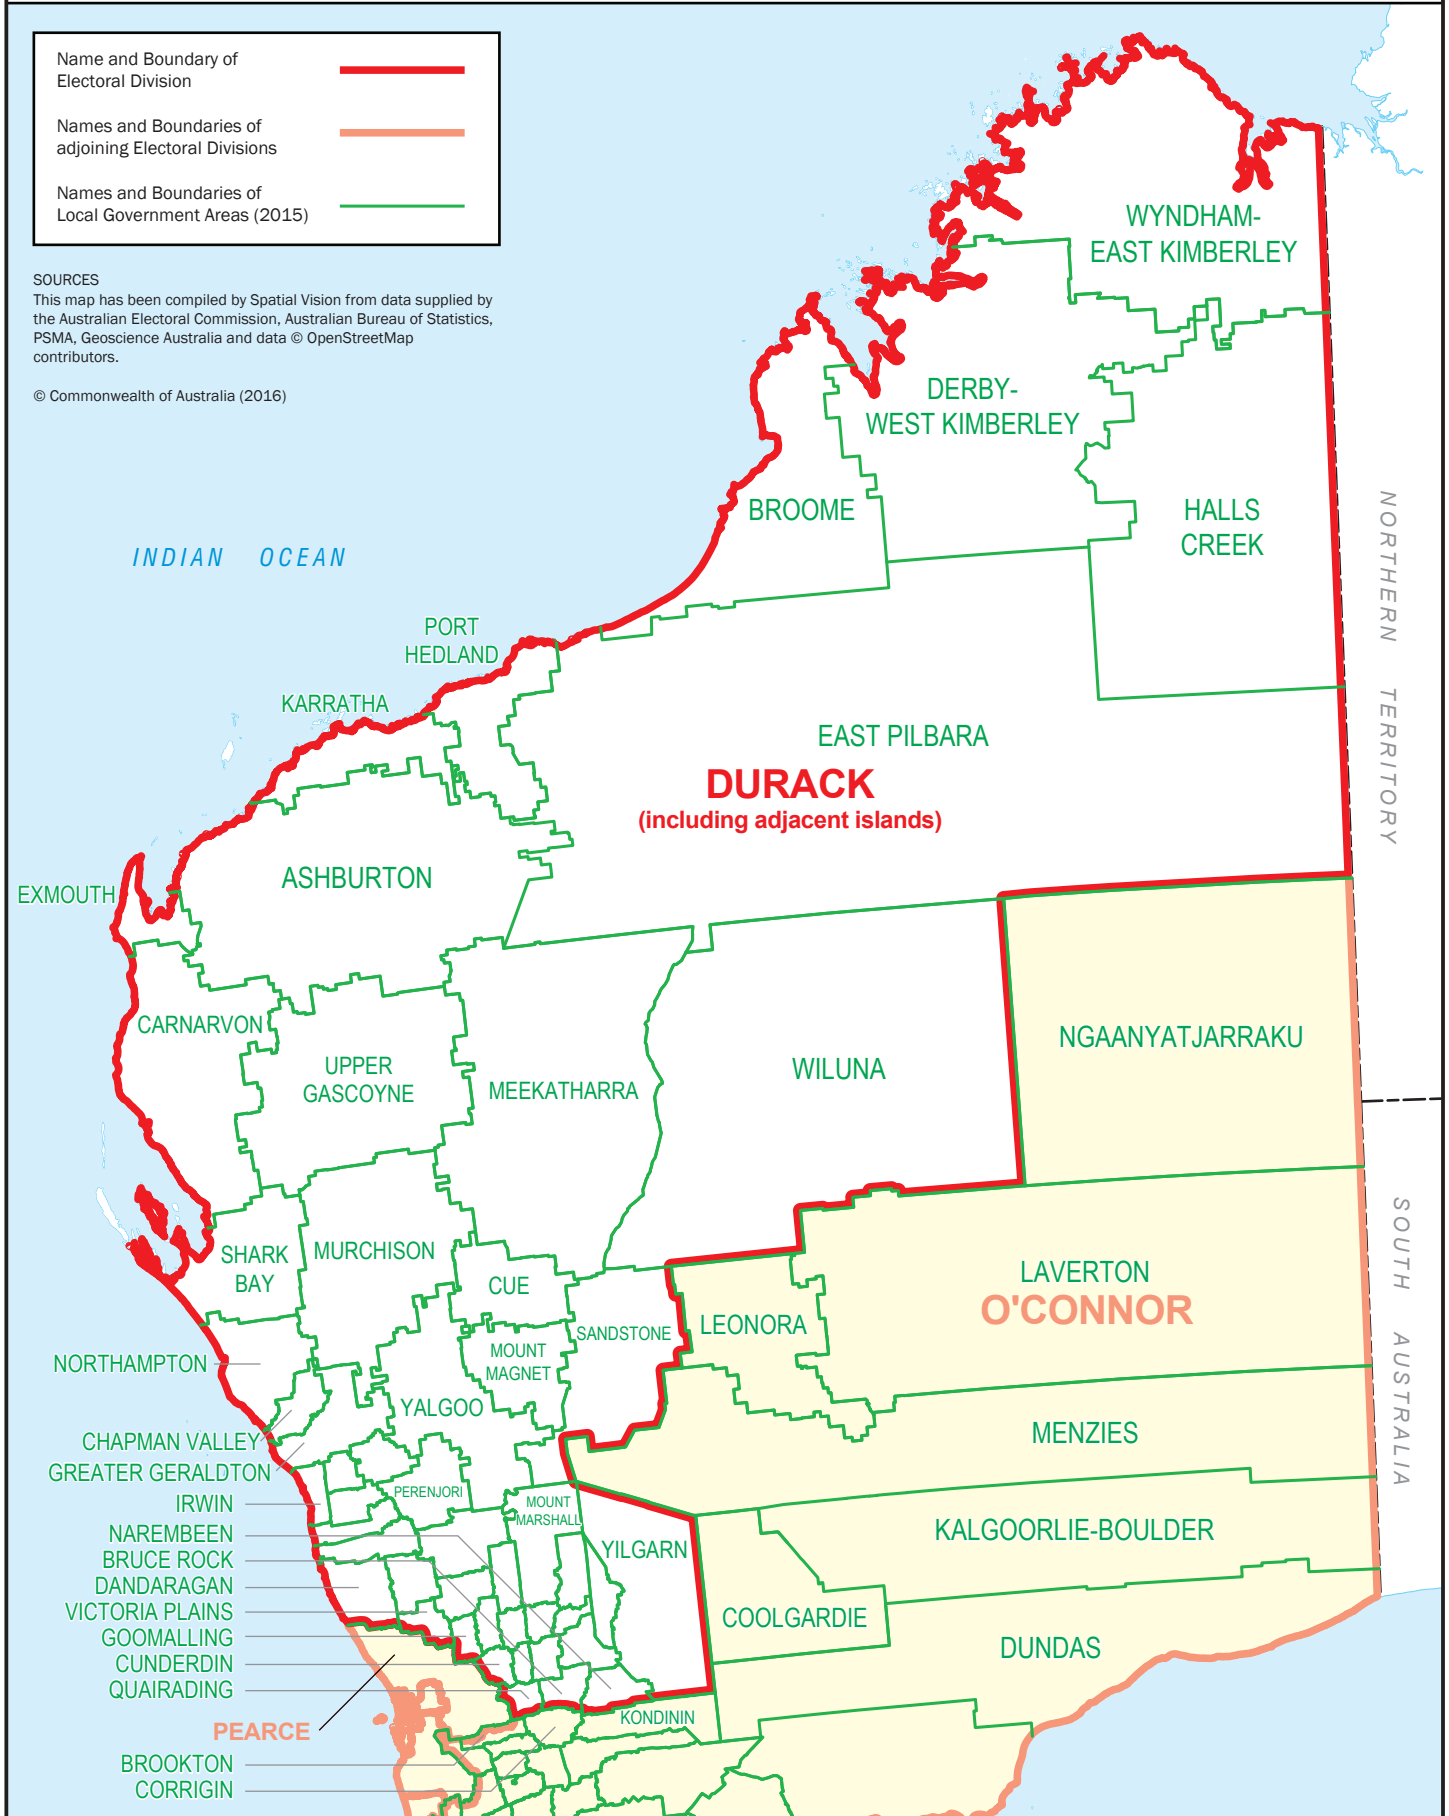 Name and Boundary of
Electoral Division
Names and Boundaries of
adjoining Electoral Divisions
Names and Boundaries of
Local Government Areas (2015)
SOURCES
This map has been compiled by Spatial Vision from data supplied by
the Australian Electoral Commission, Australian Bureau of Statistics,
PSMA, Geoscience Australia and data © OpenStreetMap
contributors.
© Commonwealth of Australia (2016)
WYNDHAM-
EAST KIMBERLEY
DERBY-
WEST KIMBERLEY
BROOME
HALLS
CREEK
INDIAN OCEAN
NORTHERN TERRITORY
PORT
HEDLAND
KARRATHA
EAST PILBARA
DURACK
(including adjacent islands)
ASHBURTON
EXMOUTH
CARNARVON
UPPER
GASCOYNE
MEEKATHARRA
WILUNA
NGAANYATJARRAKU
SHARK
BAY
MURCHISON
CUE
SANDSTONE
MOUNT
MAGNET
LEONORA
LAVERTON
O'CONNOR
SOUTH AUSTRALIA
NORTHAMPTON
YALGOO
CHAPMAN VALLEY
GREATER GERALDTON
MENZIES
PERENJORI
MOUNT
MARSHALL
IRWIN
NAREMBEEN
BRUCE ROCK
DANDARAGAN
VICTORIA PLAINS
GOOMALLING
CUNDERDIN
QUAIRADING
YILGARN
KALGOORLIE-BOULDER
COOLGARDIE
DUNDAS
KONDININ
PEARCE
BROOKTON
CORRIGIN